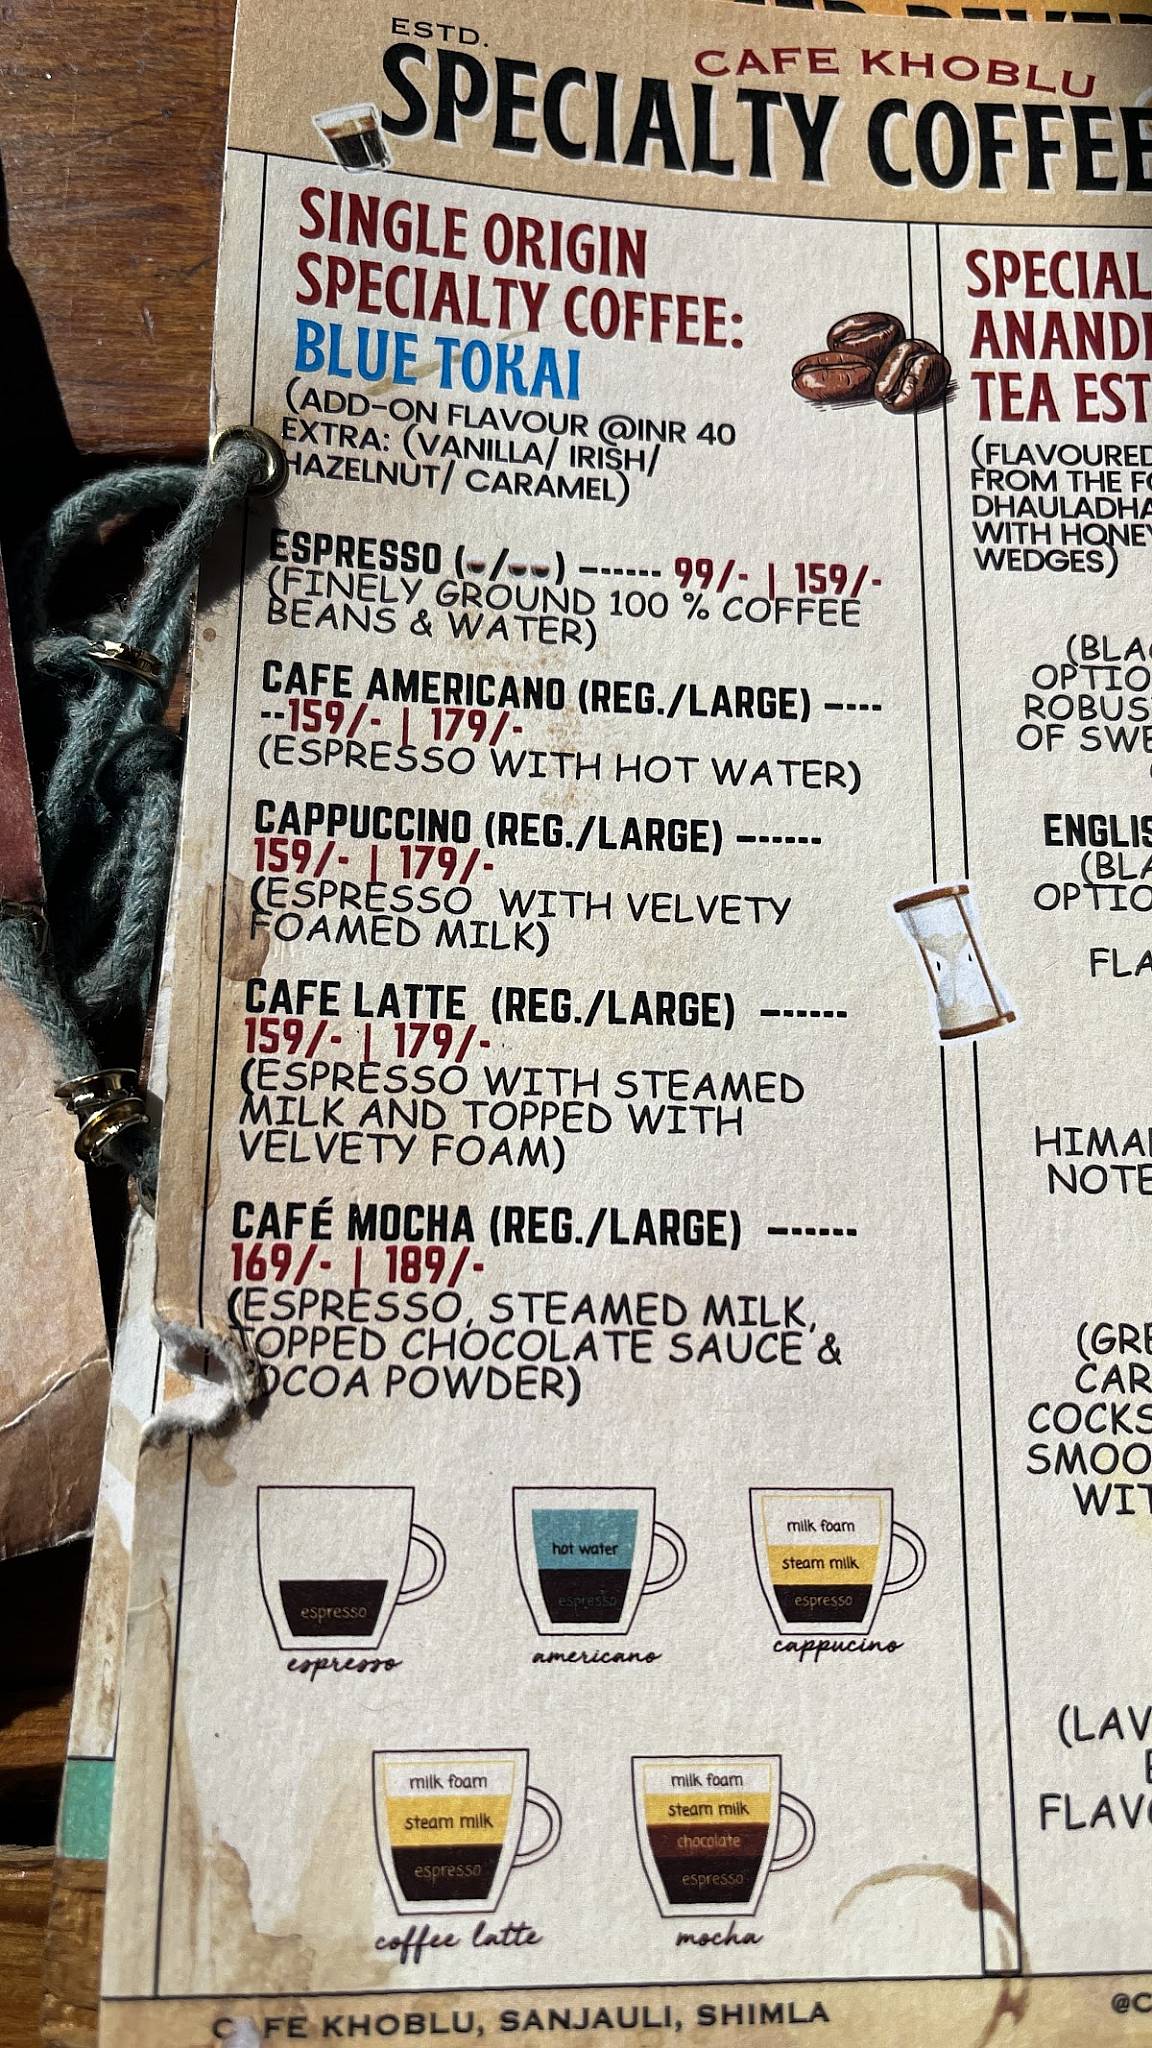 ESTD.
CAFE KHOBLU
SPECIALTY COFFEE
SINGLE ORIGIN
SPECIALTY COFFEE:
BLUE TOKAI
(ADD-ON FLAVOUR @INR 40
EXTRA: (VANILLA/ IRISH/
HAZELNUT/ CARAMEL)
ESPRESSO (☕/☕☕) ------ 99/- | 159/-
(FINELY GROUND 100 % COFFEE
BEANS & WATER)
CAFE AMERICANO (REG./LARGE) ----
--159/- | 179/-
(ESPRESSO WITH HOT WATER)
CAPPUCCINO (REG./LARGE) ------
159/- | 179/-
(ESPRESSO WITH VELVETY
FOAMED MILK)
CAFE LATTE (REG./LARGE) ------
159/- | 179/-
(ESPRESSO WITH STEAMED
MILK AND TOPPED WITH
VELVETY FOAM)
CAFÉ MOCHA (REG./LARGE) ------
169/- | 189/-
(ESPRESSO, STEAMED MILK,
TOPPED CHOCOLATE SAUCE &
COCOA POWDER)
espresso
espresso
hot water
espresso
americano
milk foam
steam milk
espresso
cappucino
milk foam
steam milk
espresso
coffee latte
milk foam
steam milk
chocolate
espresso
mocha
CAFE KHOBLU, SANJAULI, SHIMLA
SPECIAL
ANAND
TEA EST
(FLAVOURED
FROM THE
DHAULADHA
WITH HONEY
WEDGES)
(BLA
OPTIO
ROBUS
OF SWE
ENGLIS
(BLA
OPTIO
FLA
HIMA
NOTE
(GRE
CAR
COCKS
SMOO
WIT
(LAV
FLAV
@C